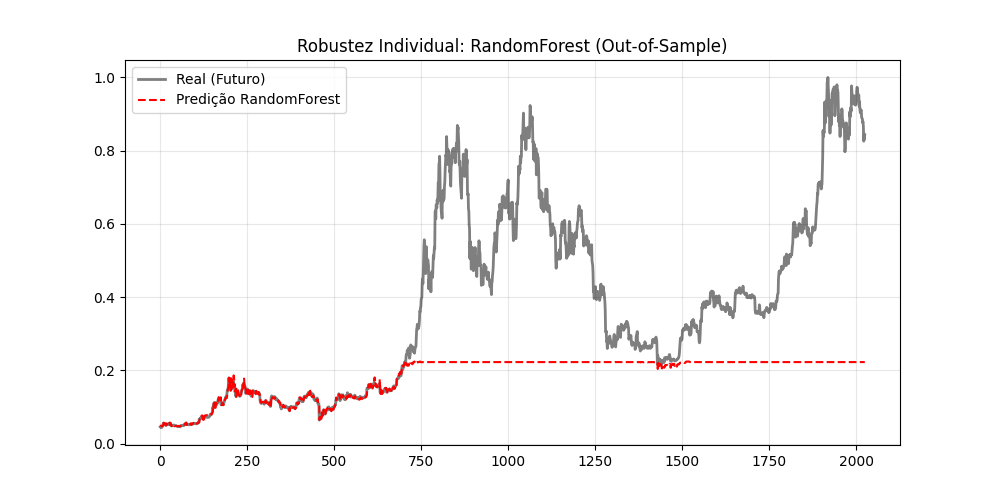 Robustez Individual: RandomForest (Out-of-Sample)
Real (Futuro)
Predição RandomForest
1.0
0.8
0.6
0.4
0.2
0.0
0 250 500 750 1000 1250 1500 1750 2000